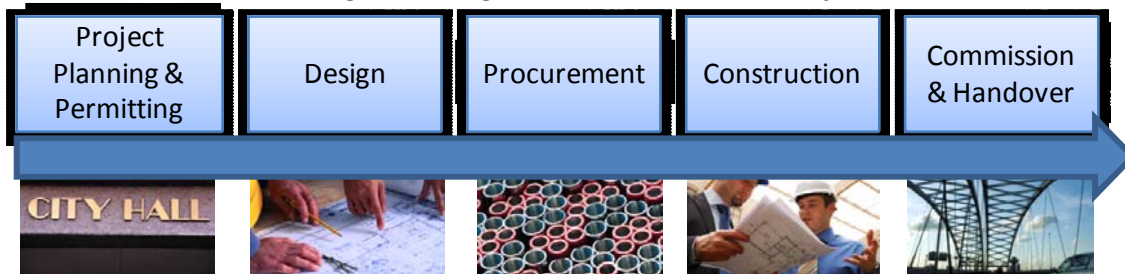 Project
Planning &
Permitting
Design
Procurement
Construction
Commission
& Handover
CITY HALL